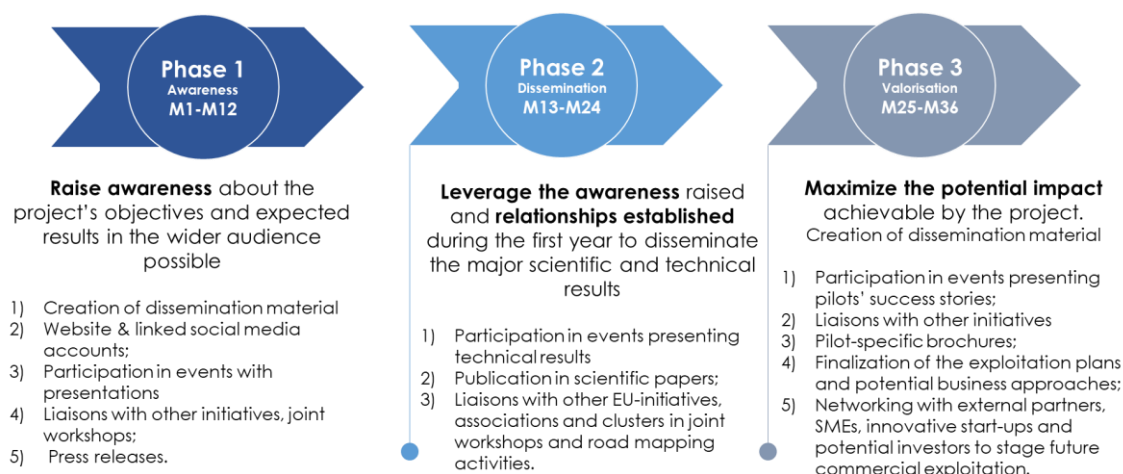 Phase 1
Awareness
M1-M12
Raise awareness about the
project's objectives and expected
results in the wider audience
possible
1) Creation of dissemination material
2) Website & linked social media
accounts;
3) Participation in events with
presentations
4) Liaisons with other initiatives, joint
workshops;
5) Press releases.
Phase 2
Dissemination
M13-M24
Leverage the awareness raised
and relationships established
during the first year to disseminate
the major scientific and technical
results
1) Participation in events presenting
technical results
2) Publication in scientific papers;
3) Liaisons with other EU-initiatives,
associations and clusters in joint
workshops and road mapping
activities.
Phase 3
Valorisation
M25-M36
Maximize the potential impact
achievable by the project.
Creation of dissemination material
1) Participation in events presenting
pilots' success stories;
2) Liaisons with other initiatives
3) Pilot-specific brochures;
4) Finalization of the exploitation plans
and potential business approaches;
5) Networking with external partners,
SMEs, innovative start-ups and
potential investors to stage future
commercial exploitation.